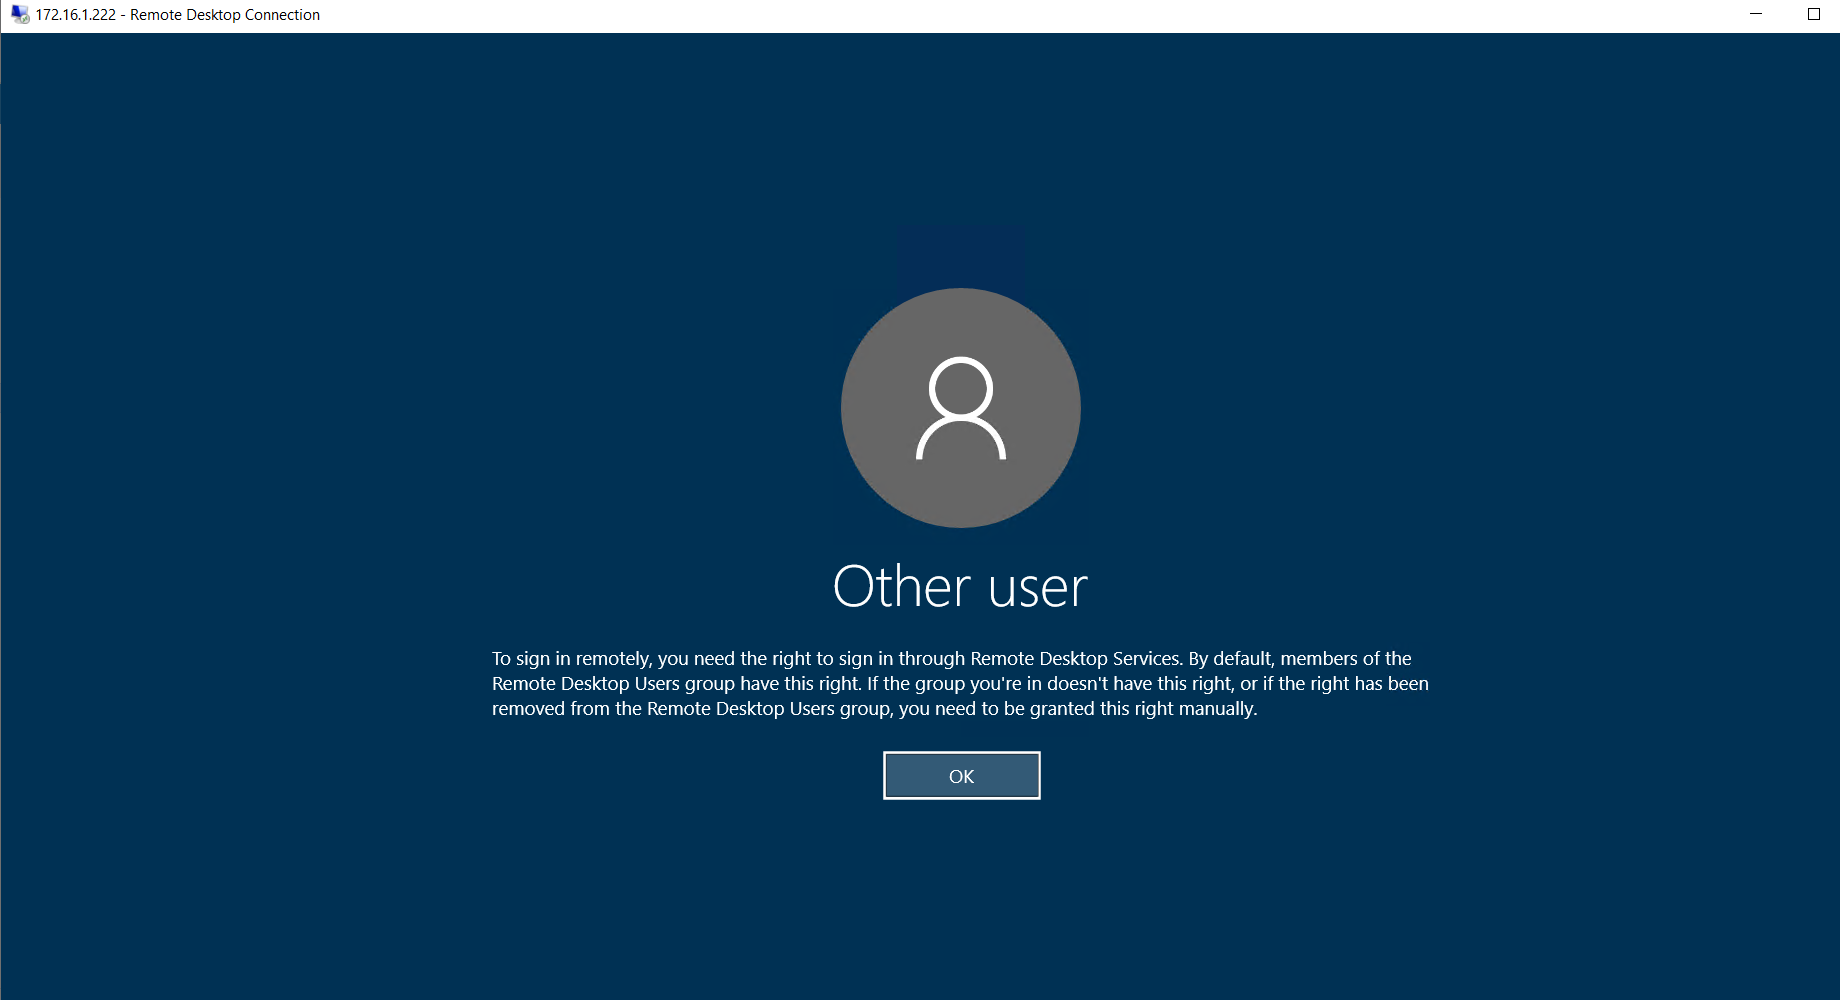 172.16.1.222 - Remote Desktop Connection
Other user
To sign in remotely, you need the right to sign in through Remote Desktop Services. By default, members of the
Remote Desktop Users group have this right. If the group you're in doesn't have this right, or if the right has been
removed from the Remote Desktop Users group, you need to be granted this right manually.
OK